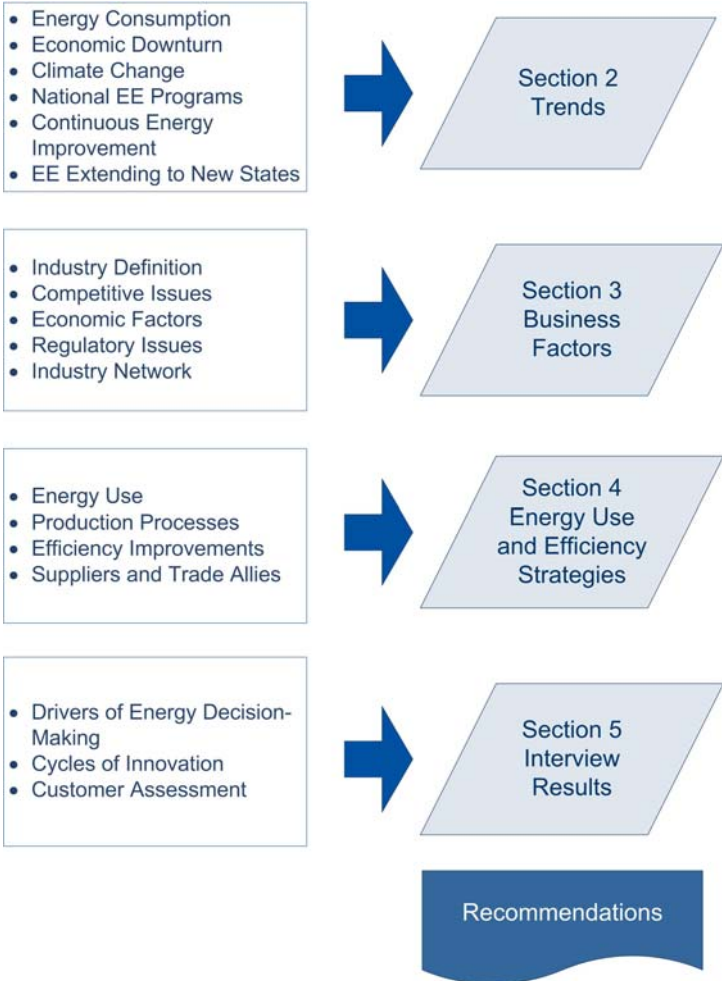 • Energy Consumption
• Economic Downturn
• Climate Change
• National EE Programs
• Continuous Energy
Improvement
• EE Extending to New States
Section 2
Trends
• Industry Definition
• Competitive Issues
• Economic Factors
• Regulatory Issues
• Industry Network
Section 3
Business
Factors
• Energy Use
• Production Processes
• Efficiency Improvements
• Suppliers and Trade Allies
Section 4
Energy Use
and Efficiency
Strategies
• Drivers of Energy Decision-
Making
• Cycles of Innovation
• Customer Assessment
Section 5
Interview
Results
Recommendations